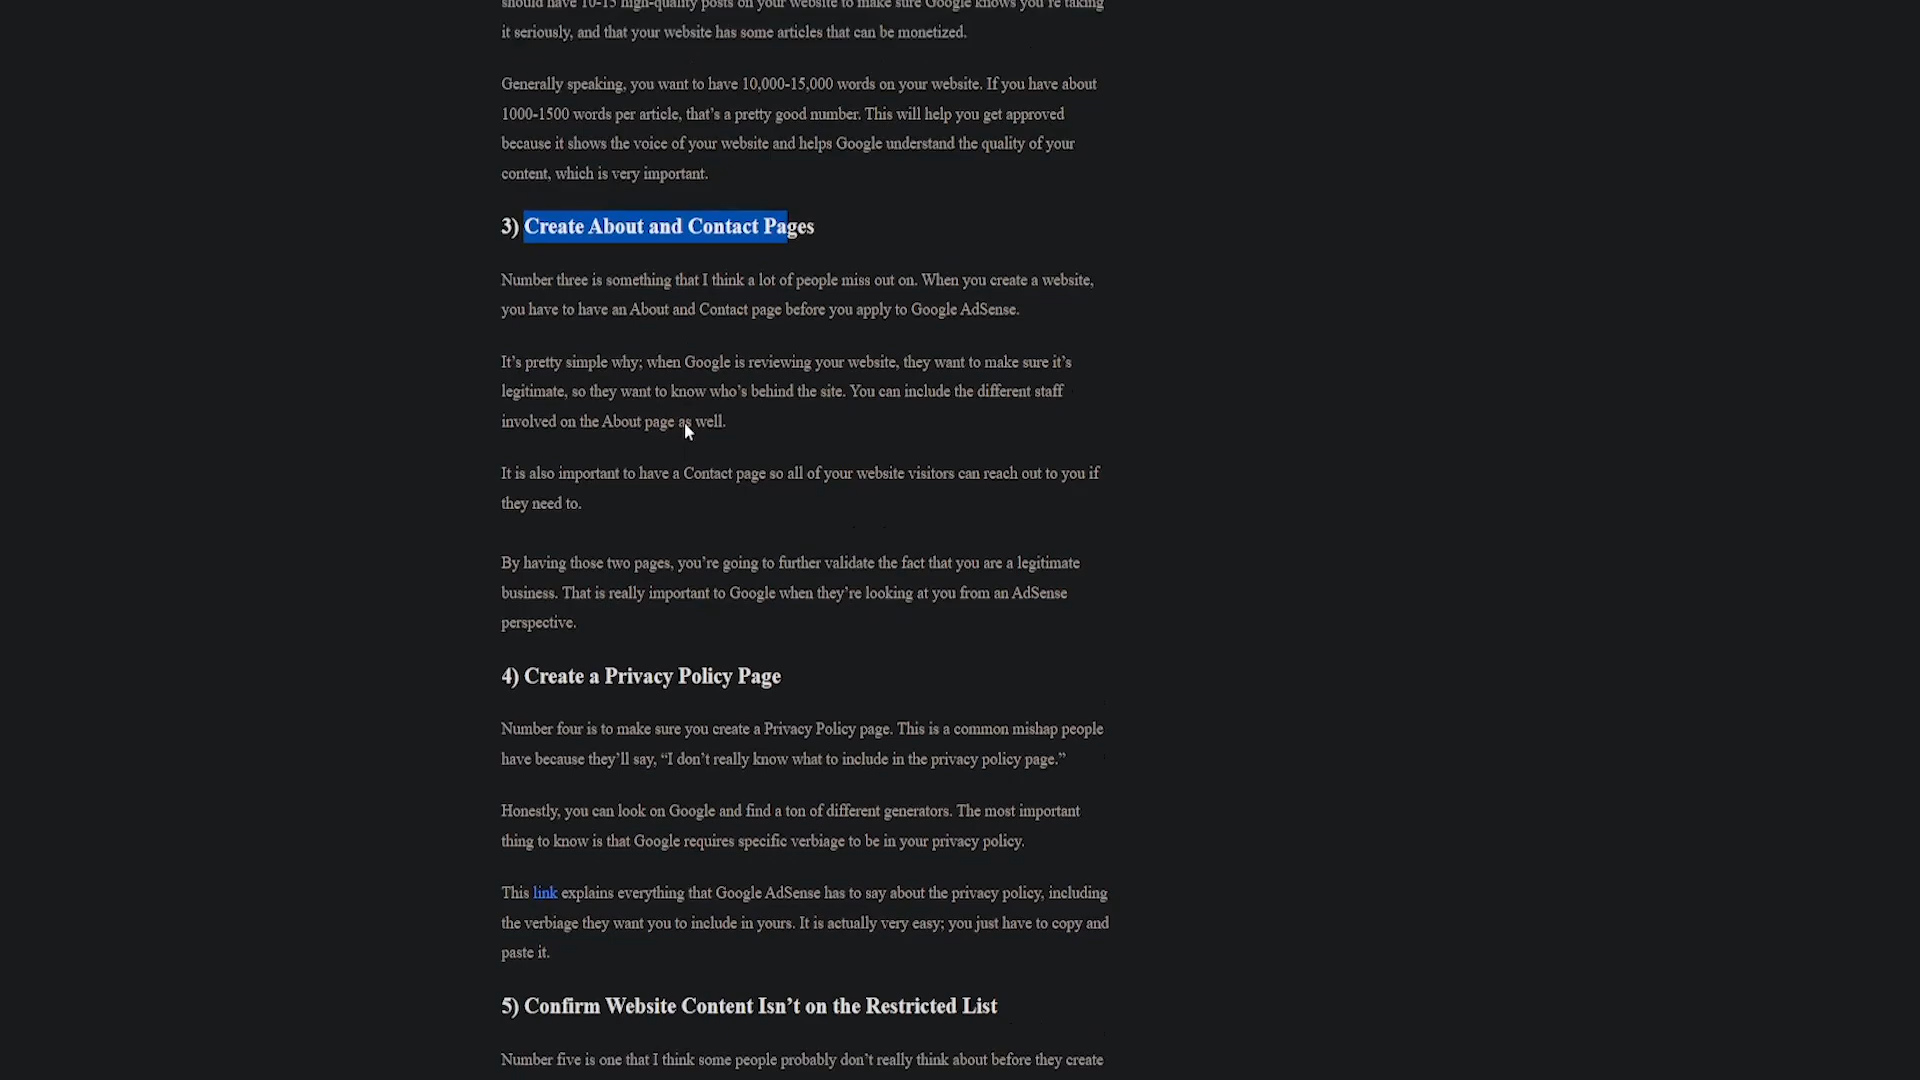 should have 10-15 high-quality posts on your website to make sure Google knows you're taking
it seriously, and that your website has some articles that can be monetized.
Generally speaking, you want to have 10,000-15,000 words on your website. If you have about
1000-1500 words per article, that's a pretty good number. This will help you get approved
because it shows the voice of your website and helps Google understand the quality of your
content, which is very important.
3) Create About and Contact Pages
Number three is something that I think a lot of people miss out on. When you create a website,
you have to have an About and Contact page before you apply to Google AdSense.
It's pretty simple why; when Google is reviewing your website, they want to make sure it's
legitimate, so they want to know who's behind the site. You can include the different staff
involved on the About page as well.
It is also important to have a Contact page so all of your website visitors can reach out to you if
they need to.
By having those two pages, you're going to further validate the fact that you are a legitimate
business. That is really important to Google when they're looking at you from an AdSense
perspective.
4) Create a Privacy Policy Page
Number four is to make sure you create a Privacy Policy page. This is a common mishap people
have because they'll say, “I don't really know what to include in the privacy policy page.”
Honestly, you can look on Google and find a ton of different generators. The most important
thing to know is that Google requires specific verbiage to be in your privacy policy.
This link explains everything that Google AdSense has to say about the privacy policy, including
the verbiage they want you to include in yours. It is actually very easy; you just have to copy and
paste it.
5) Confirm Website Content Isn't on the Restricted List
Number five is one that I think some people probably don't really think about before they create